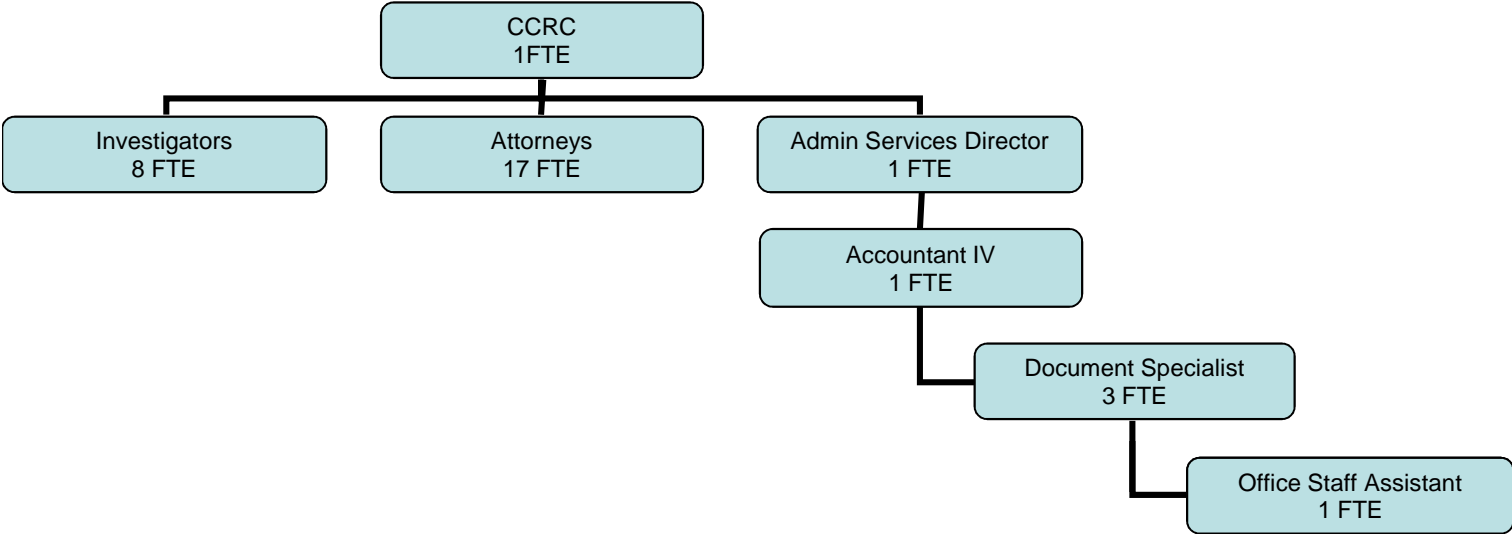 CCRC
1FTE
Investigators
8 FTE
Attorneys
17 FTE
Admin Services Director
1 FTE
Accountant IV
1 FTE
Document Specialist
3 FTE
Office Staff Assistant
1 FTE